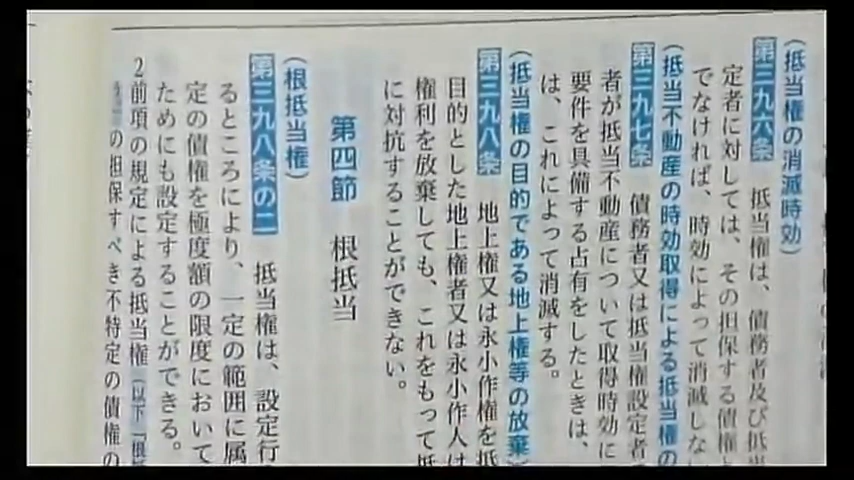 (抵当権の消滅時効)
第三九六条 抵当権は、債務者及び抵当
定者に対しては、その担保する債権と
でなければ、時効によって消滅しない
(抵当不動産の時効取得による抵当権の
第三九七条 債務者又は抵当権設定者
者が抵当不動産について取得時効に
要件を具備する占有をしたときは、
は、これによって消滅する。
(抵当権の目的である地上権等の放棄)
第三九八条 地上権又は永小作権を抵
目的とした地上権者又は永小作人は
権利を放棄しても、これをもって抵
に対抗することができない。
第四節 根抵当
(根抵当権)
第三九八条の二 抵当権は、設定行
るところにより、一定の範囲に属
定の債権を極度額の限度において
ためにも設定することができる。
2 前項の規定による抵当権(以下「根抵
の担保すべき不特定の債権の